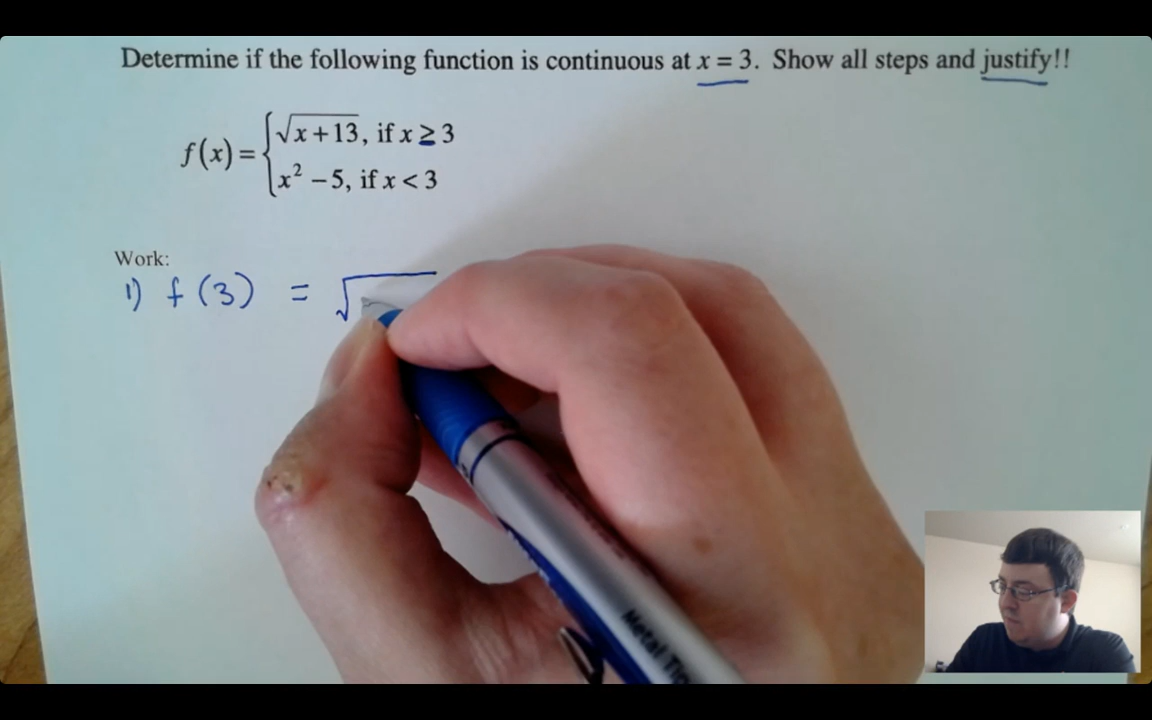 Determine if the following function is continuous at x = 3. Show all steps and justify!!
f(x) = { √x+13, if x ≥ 3
x² – 5, if x < 3
Work:
1) f (3) = √
Metal